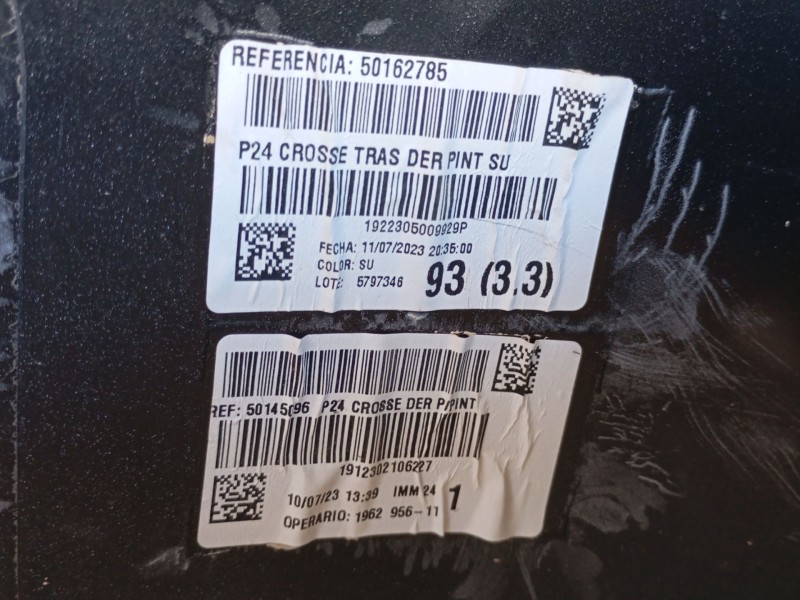 REFERENCIA: 50162785
P24 CROSSE TRAS DER PINT SU
1922305009929P
FECHA: 11/07/2023 20:35:00
COLOR: SU
LOTE: 5797346
93 (3.3)
REF: 50145096 P24 CROSSE DER P/PINT
1912302106227
10/07/23 13:39 IMM 24 1
OPERARIO: 1962 956-11